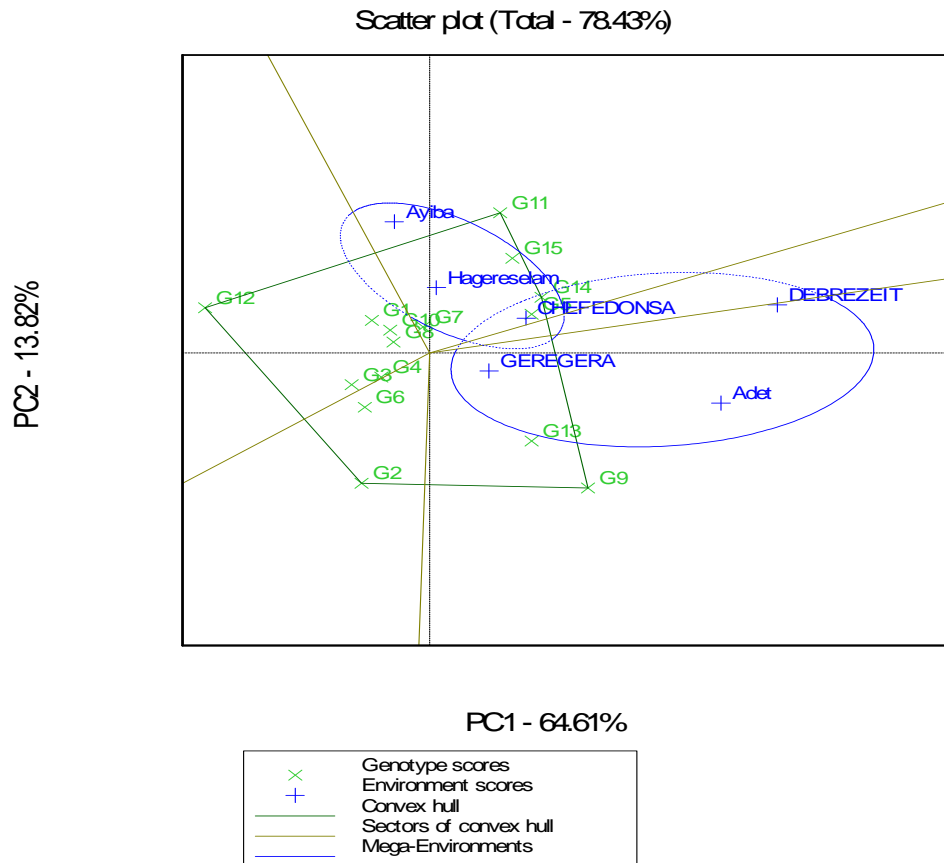 Scatter plot (Total - 78.43%)
PC2 - 13.82%
G11
Ayiba
G15
Hagereselam
G14
DEBREZEIT
G12
G5
CHEFEDONSA
G1
G10
G7
G8
GEREGERA
G4
G3
Adet
G6
G13
G2
G9
PC1 - 64.61%
Genotype scores
Environment scores
Convex hull
Sectors of convex hull
Mega-Environments